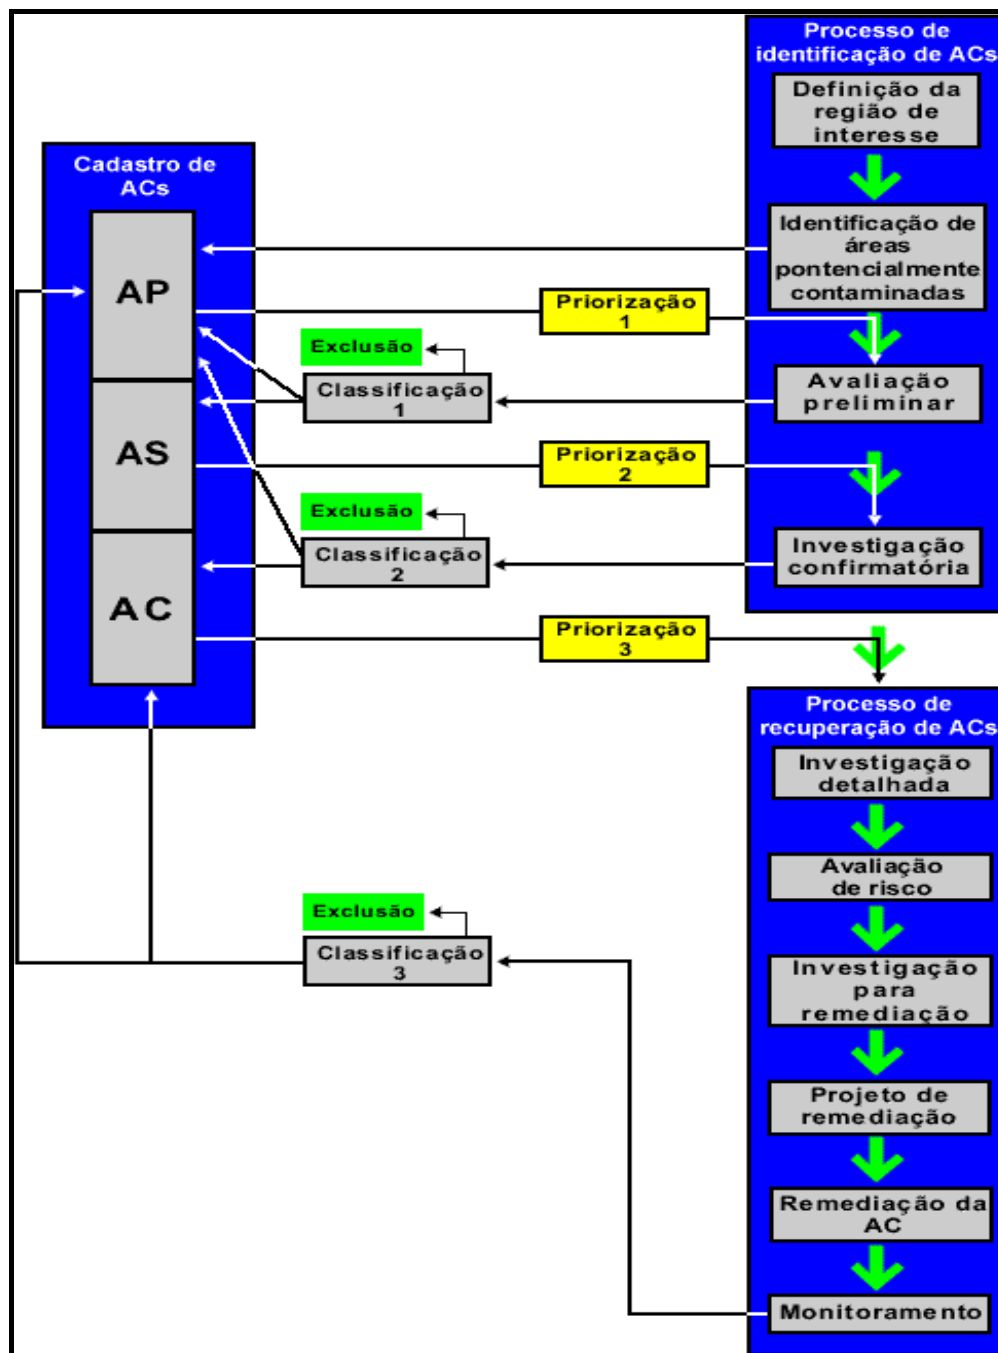 Processo de
identificação de ACs
Definição da
região de
interesse
Cadastro de
ACs
Identificação de
áreas
pontencialmente
contaminadas
AP
Priorização
1
Exclusão
Classificação
1
Avaliação
preliminar
AS
Priorização
2
Exclusão
Classificação
2
Investigação
confirmatória
AC
Priorização
3
Processo de
recuperação de ACs
Investigação
detalhada
Avaliação
de risco
Exclusão
Classificação
3
Investigação
para
remediação
Projeto de
remediação
Remediação da
AC
Monitoramento